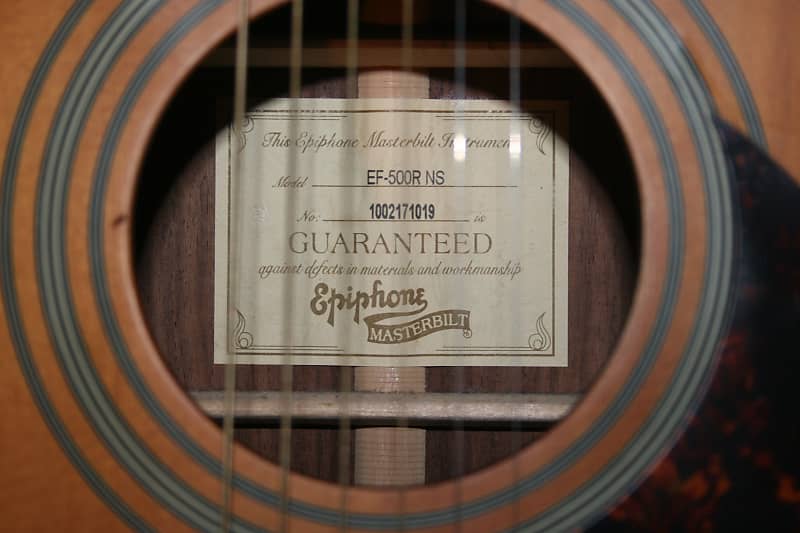 This Epiphone Masterbilt Instrument
Model EF-500R NS
No: 1002171019 is
GUARANTEED
against defects in materials and workmanship
Epiphone
MASTERBILT